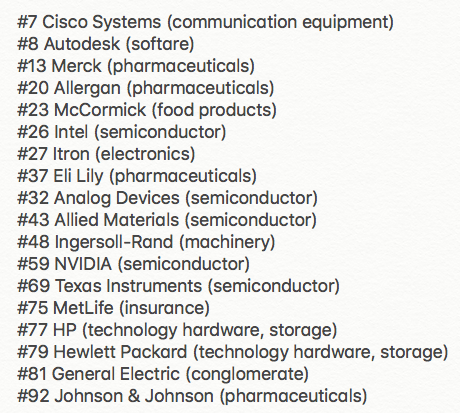 #7 Cisco Systems (communication equipment)
#8 Autodesk (softare)
#13 Merck (pharmaceuticals)
#20 Allergan (pharmaceuticals)
#23 McCormick (food products)
#26 Intel (semiconductor)
#27 Itron (electronics)
#37 Eli Lily (pharmaceuticals)
#32 Analog Devices (semiconductor)
#43 Allied Materials (semiconductor)
#48 Ingersoll-Rand (machinery)
#59 NVIDIA (semiconductor)
#69 Texas Instruments (semiconductor)
#75 MetLife (insurance)
#77 HP (technology hardware, storage)
#79 Hewlett Packard (technology hardware, storage)
#81 General Electric (conglomerate)
#92 Johnson & Johnson (pharmaceuticals)